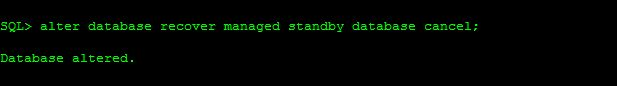 SQL> alter database recover managed standby database cancel;
Database altered.